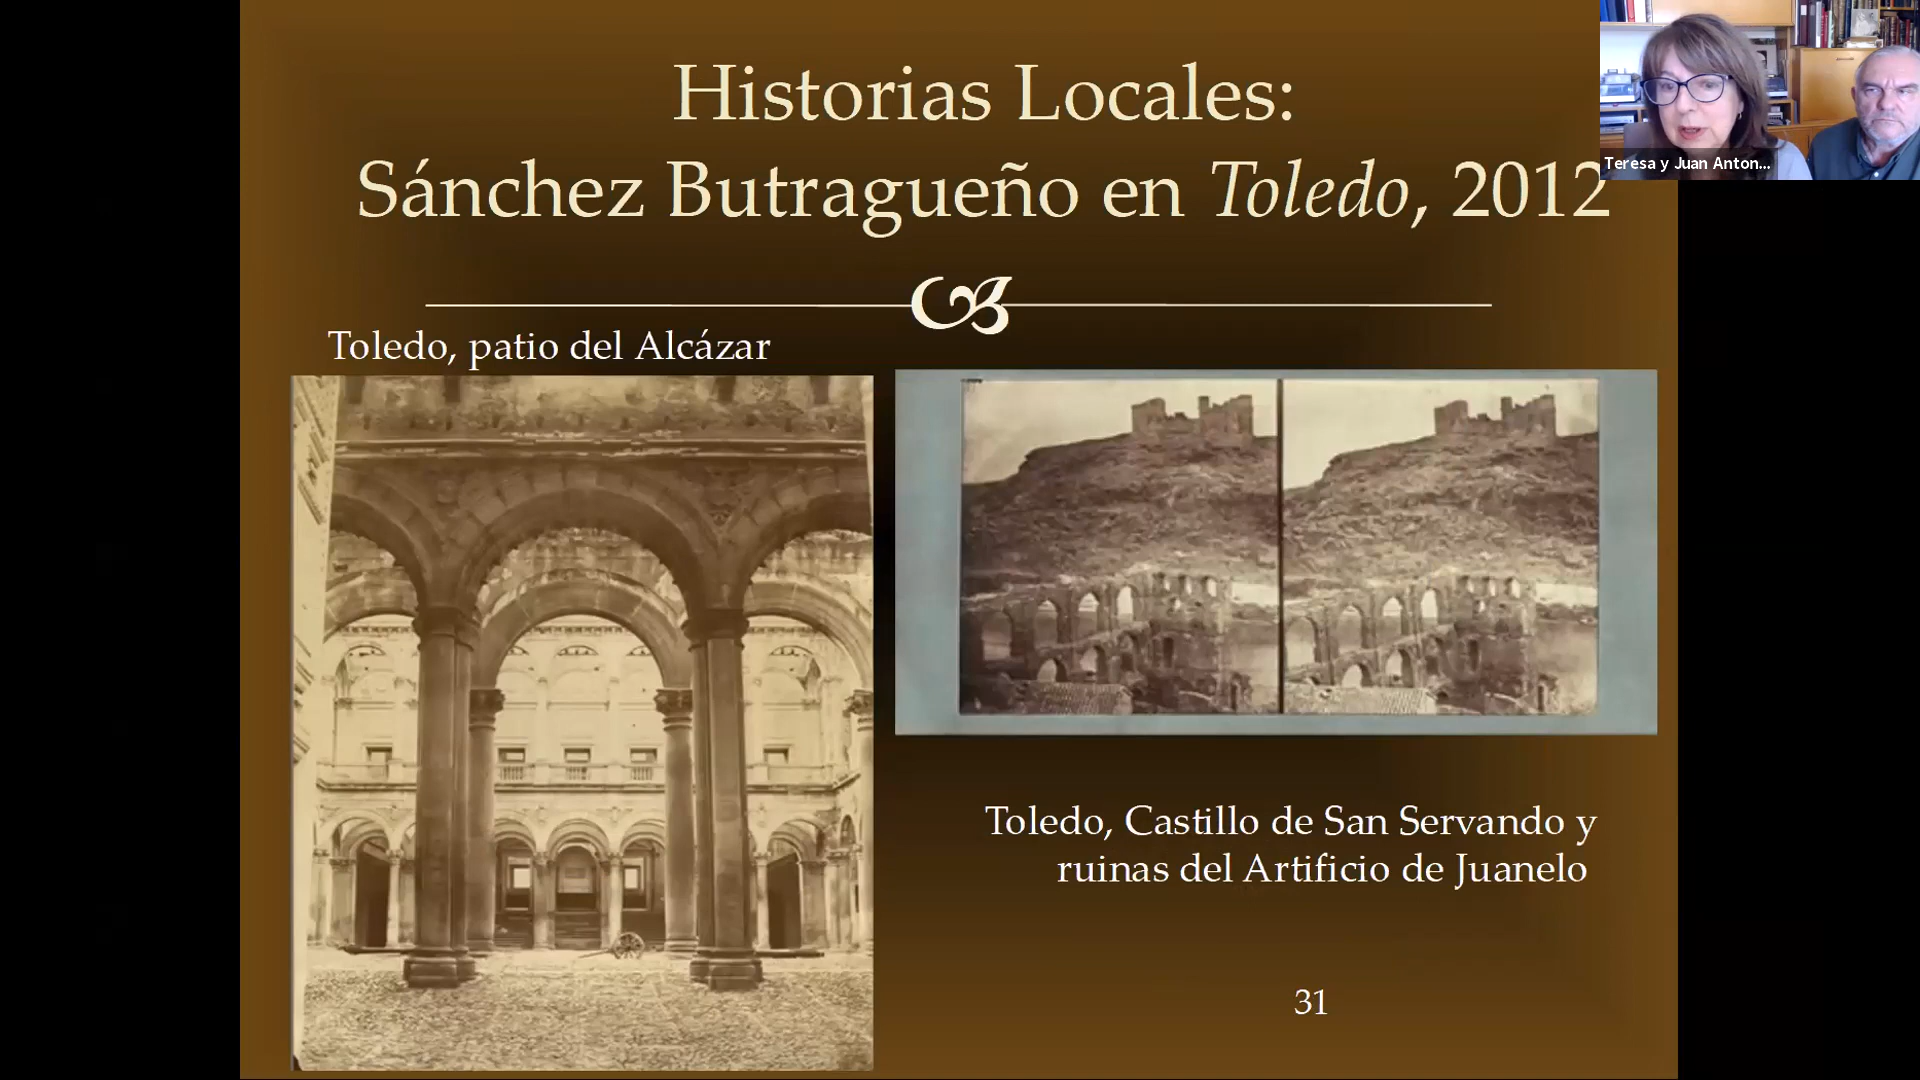 Historias Locales:
Sánchez Butragueño en Toledo, 2012
Teresa y Juan Anton...
Toledo, patio del Alcázar
Toledo, Castillo de San Servando y
ruinas del Artificio de Juanelo
31